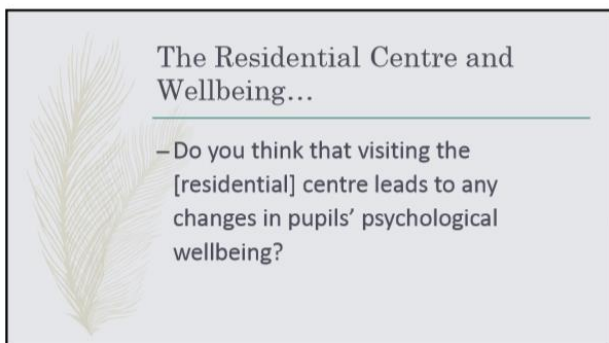 The Residential Centre and
Wellbeing…
– Do you think that visiting the
[residential] centre leads to any
changes in pupils’ psychological
wellbeing?